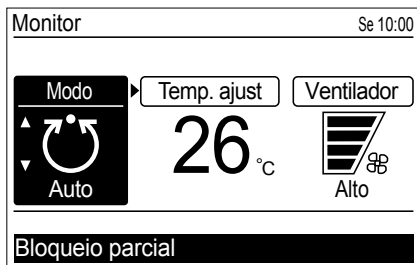 Monitor Se 10:00
Modo Temp. ajust Ventilador
26 °C
Auto Alto
Bloqueio parcial